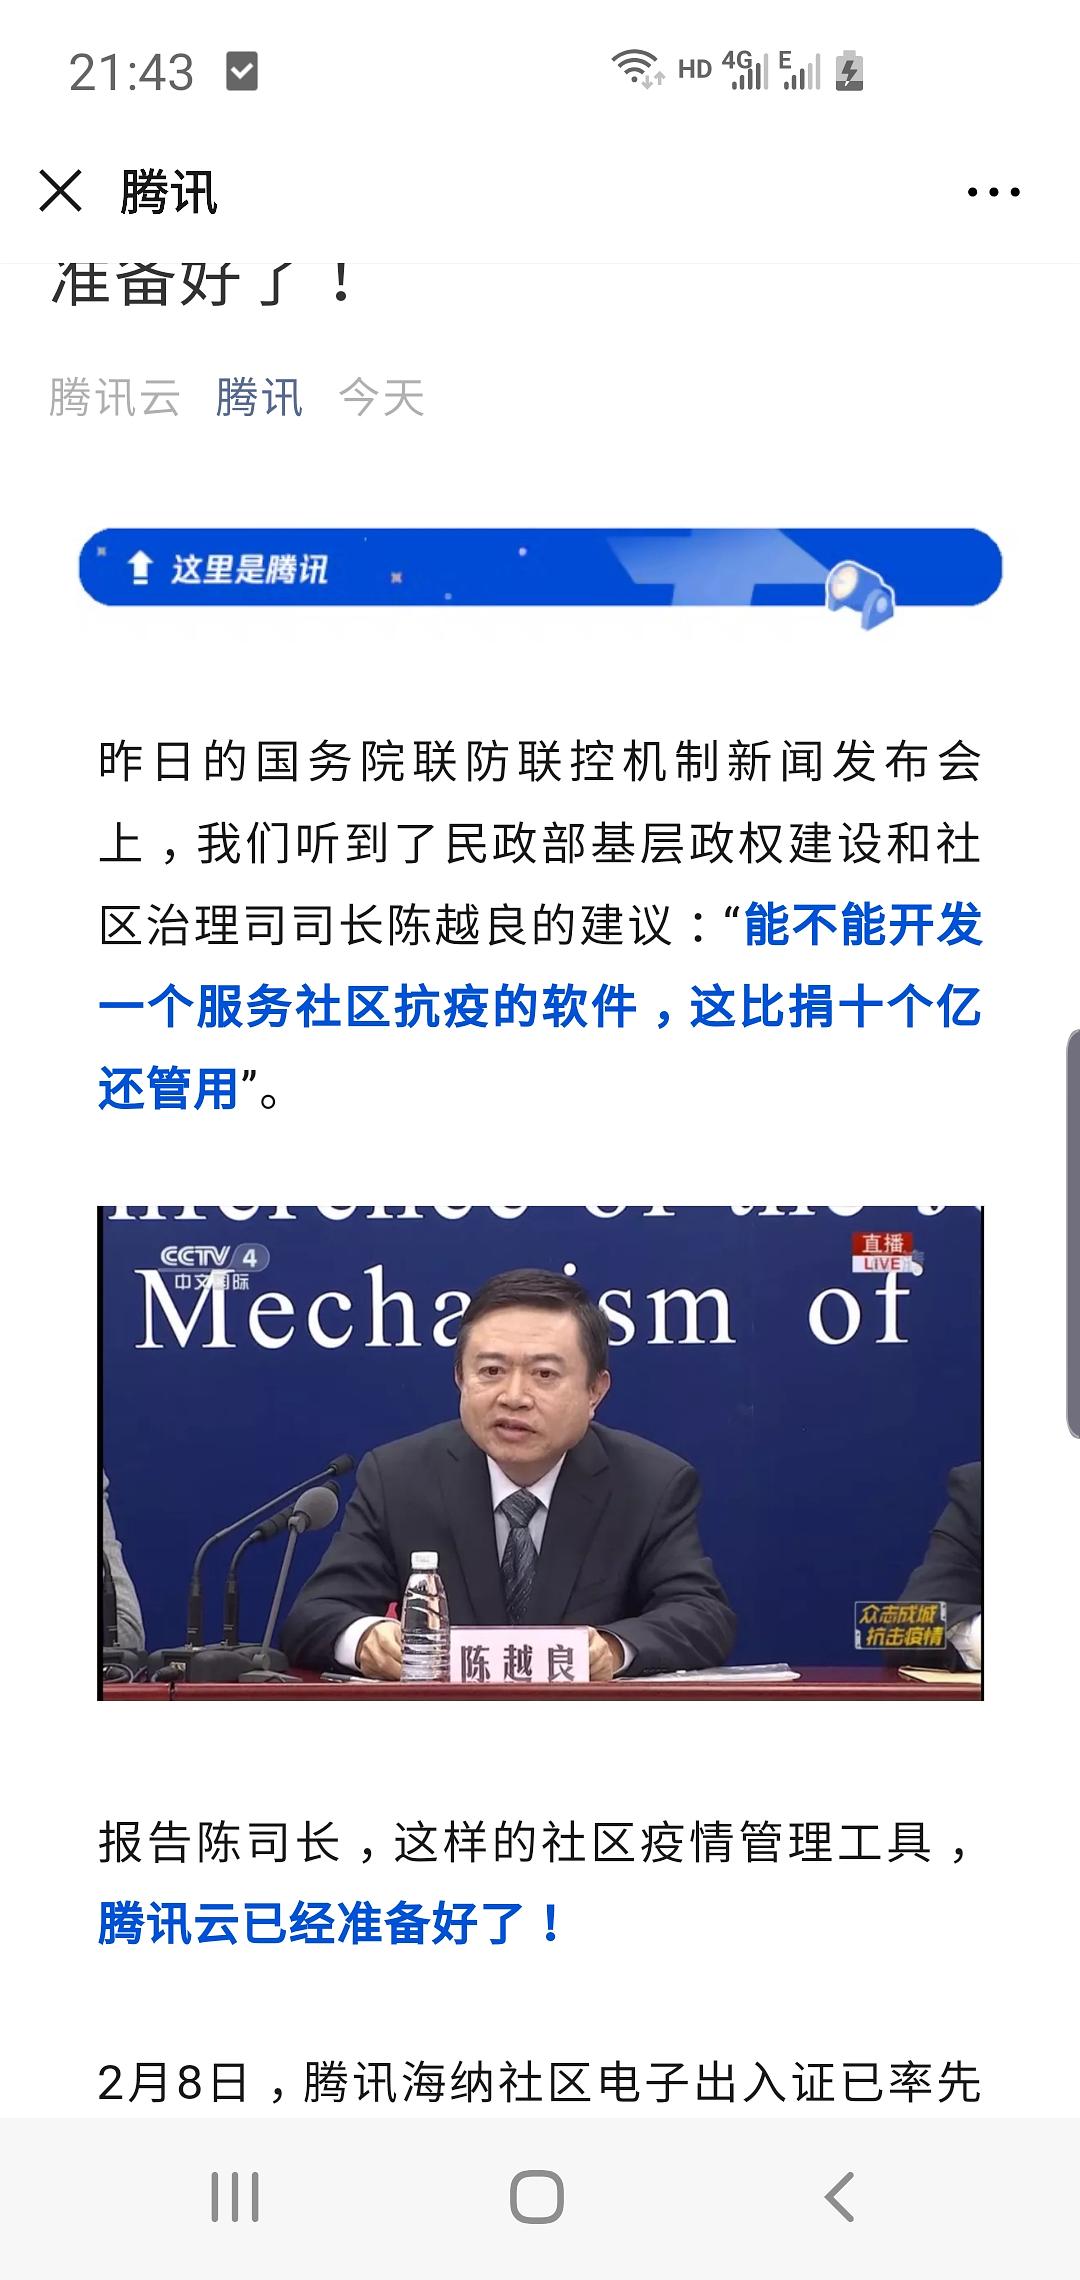 21:43
HD 4G E
腾讯
准备好了！
腾讯云 腾讯 今天
这里是腾讯
昨日的国务院联防联控机制新闻发布会
上，我们听到了民政部基层政权建设和社
区治理司司长陈越良的建议：“能不能开发
一个服务社区抗疫的软件，这比捐十个亿
还管用”。
CCTV 4
中文国际
直播
LIVE
Mechanism of
众志成城
抗击疫情
陈越良
报告陈司长，这样的社区疫情管理工具，
腾讯云已经准备好了！
2月8日，腾讯海纳社区电子出入证已率先